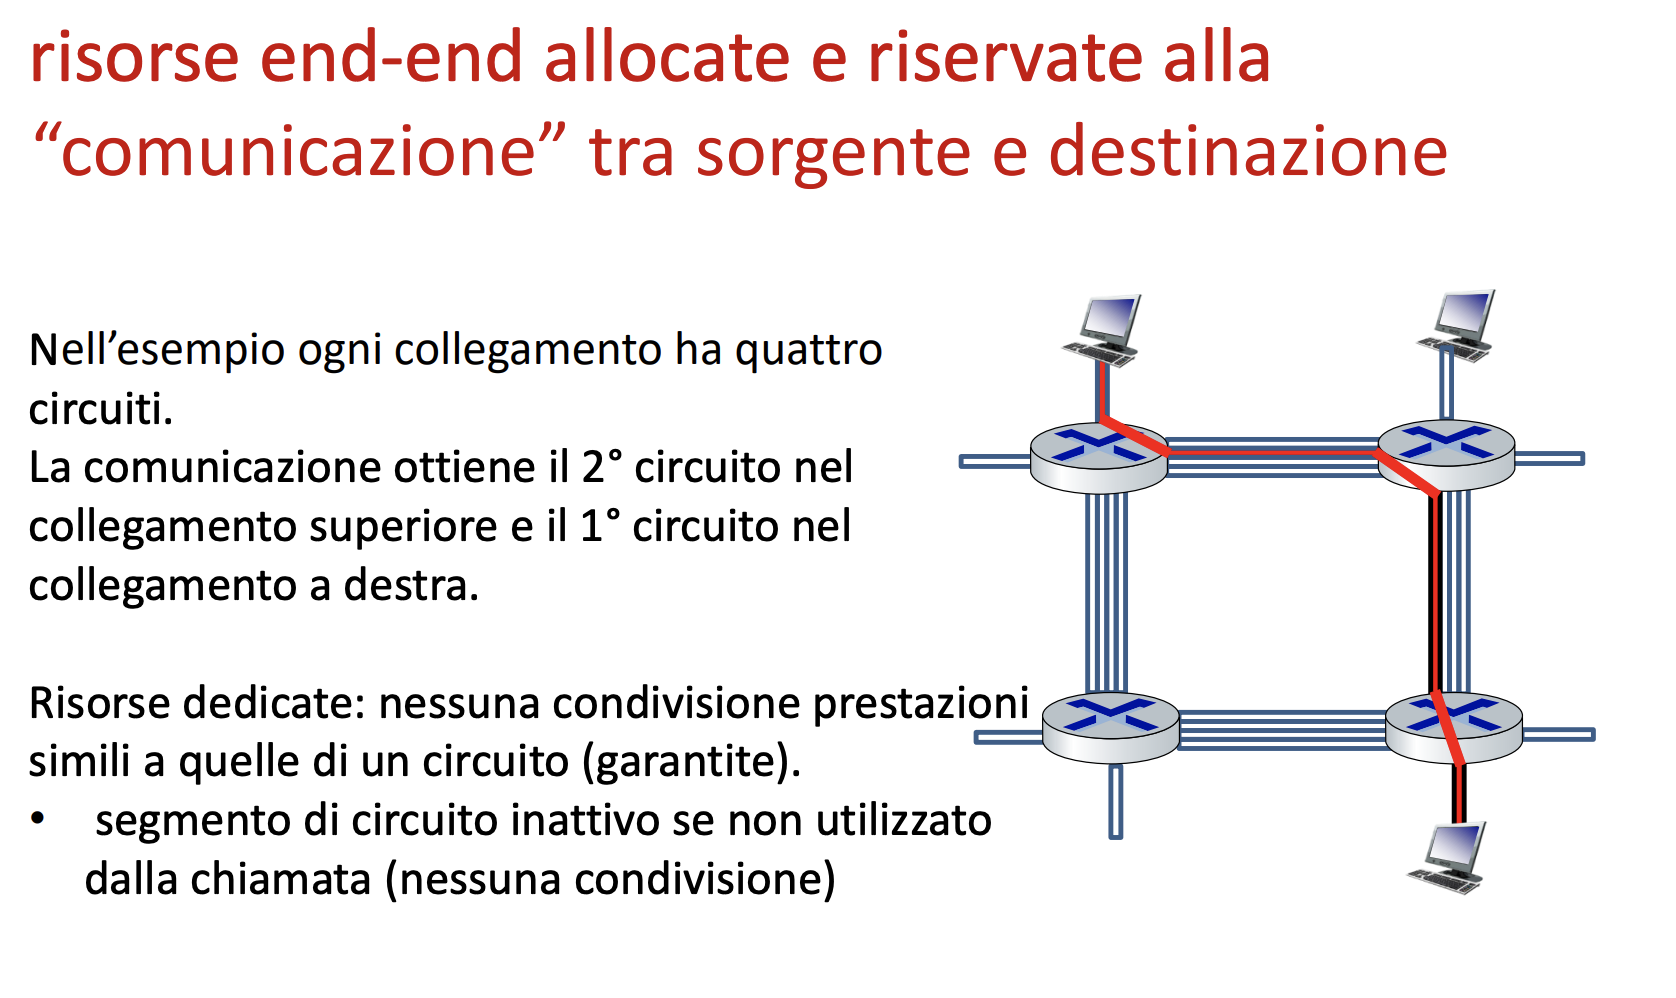 risorse end-end allocate e riservate alla
“comunicazione” tra sorgente e destinazione
Nell’esempio ogni collegamento ha quattro
circuiti.
La comunicazione ottiene il 2° circuito nel
collegamento superiore e il 1° circuito nel
collegamento a destra.
Risorse dedicate: nessuna condivisione prestazioni
simili a quelle di un circuito (garantite).
• segmento di circuito inattivo se non utilizzato
dalla chiamata (nessuna condivisione)